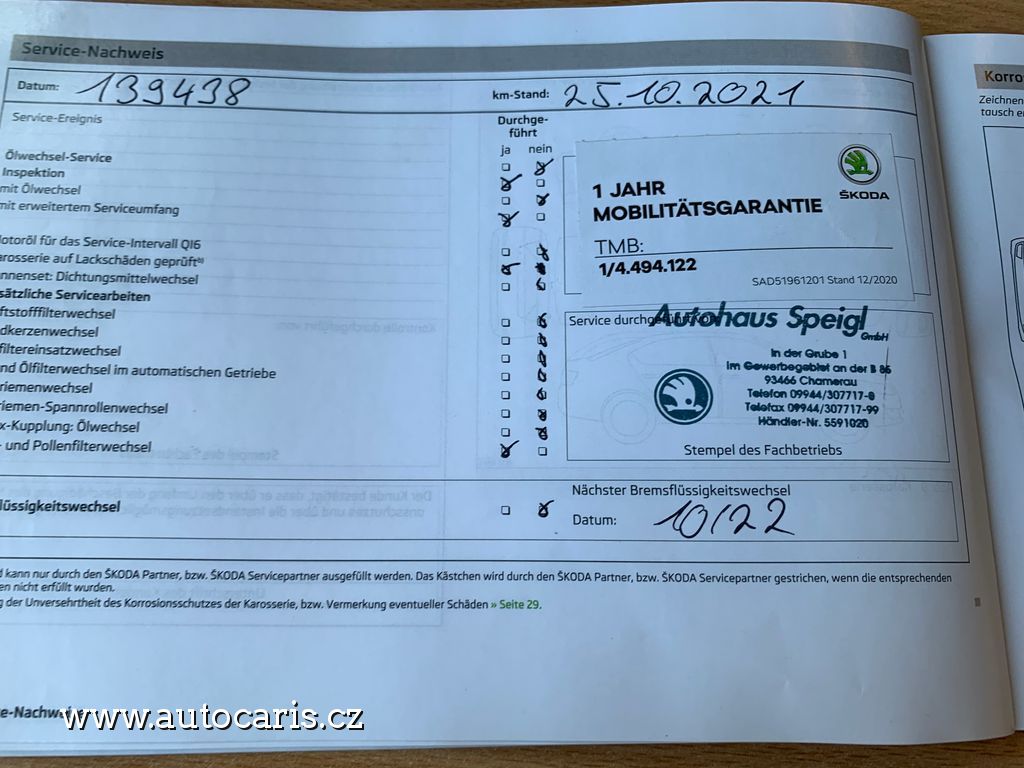 Service-Nachweis
Datum: 139438 km-Stand: 25.10.2021
Service-Ereignis Durchge-
führt
ja nein
Ölwechsel-Service
Inspektion
mit Ölwechsel
mit erweitertem Serviceumfang
otoröl für das Service-Intervall QI6
arosserie auf Lackschäden geprüft
nnenset: Dichtungsmittelwechsel
sätzliche Servicearbeiten
ftstofffilterwechsel
dkerzenwechsel
filtereinsatzwechsel
nd Ölfilterwechsel im automatischen Getriebe
riemenwechsel
riemen-Spannrollenwechsel
x-Kupplung: Ölwechsel
- und Pollenfilterwechsel
lüssigkeitswechsel
ŠKODA
1 JAHR
MOBILITÄTSGARANTIE
TMB:
1/4.494.122
SAD51961201 Stand 12/2020
Service durchge
Autohaus Speigl
GmbH
In der Grube 1
Im Gewerbegebiet an der B 85
93466 Chamerau
Telefon 09944/307717-0
Telefax 09944/307717-99
Händler-Nr. 5591020
Stempel des Fachbetriebs
Nächster Bremsflüssigkeitswechsel
Datum: 10/22
d kann nur durch den ŠKODA Partner, bzw. ŠKODA Servicepartner ausgefüllt werden. Das Kästchen wird durch den ŠKODA Partner, bzw. ŠKODA Servicepartner gestrichen, wenn die entsprechenden
en nicht erfüllt wurden.
g der Unversehrtheit des Korrosionsschutzes der Karosserie, bzw. Vermerkung eventueller Schäden » Seite 29.
e-Nachweis
www.autocaris.cz
Korro
Zeichnen
tausch e